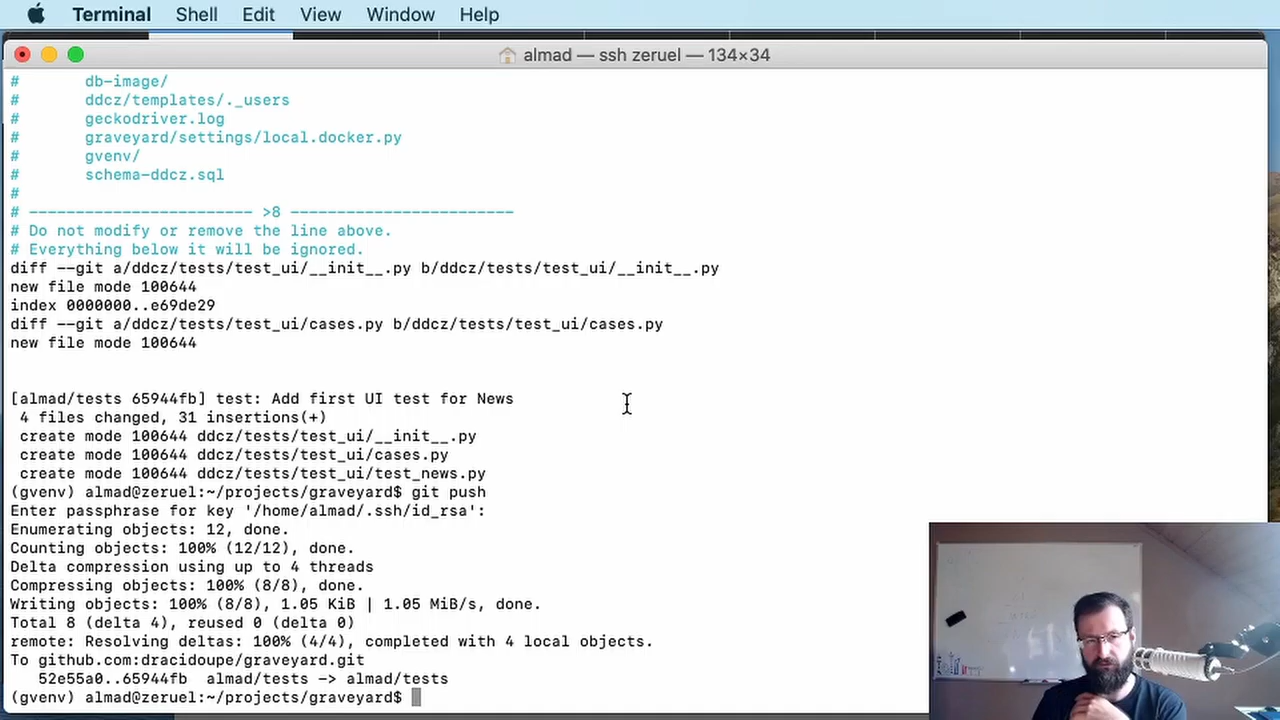 Terminal Shell Edit View Window Help
almad — ssh zeruel — 134×34
# db-image/
# ddcz/templates/._users
# geckodriver.log
# graveyard/settings/local.docker.py
# gvenv/
# schema-ddcz.sql
#
# ------------------------ >8 ------------------------
# Do not modify or remove the line above.
# Everything below it will be ignored.
diff --git a/ddcz/tests/test_ui/__init__.py b/ddcz/tests/test_ui/__init__.py
new file mode 100644
index 0000000..e69de29
diff --git a/ddcz/tests/test_ui/cases.py b/ddcz/tests/test_ui/cases.py
new file mode 100644
[almad/tests 65944fb] test: Add first UI test for News
4 files changed, 31 insertions(+)
create mode 100644 ddcz/tests/test_ui/__init__.py
create mode 100644 ddcz/tests/test_ui/cases.py
create mode 100644 ddcz/tests/test_ui/test_news.py
(gvenv) almad@zeruel:~/projects/graveyard$ git push
Enter passphrase for key '/home/almad/.ssh/id_rsa':
Enumerating objects: 12, done.
Counting objects: 100% (12/12), done.
Delta compression using up to 4 threads
Compressing objects: 100% (8/8), done.
Writing objects: 100% (8/8), 1.05 KiB | 1.05 MiB/s, done.
Total 8 (delta 4), reused 0 (delta 0)
remote: Resolving deltas: 100% (4/4), completed with 4 local objects.
To github.com:dracidoupe/graveyard.git
52e55a0..65944fb almad/tests -> almad/tests
(gvenv) almad@zeruel:~/projects/graveyard$